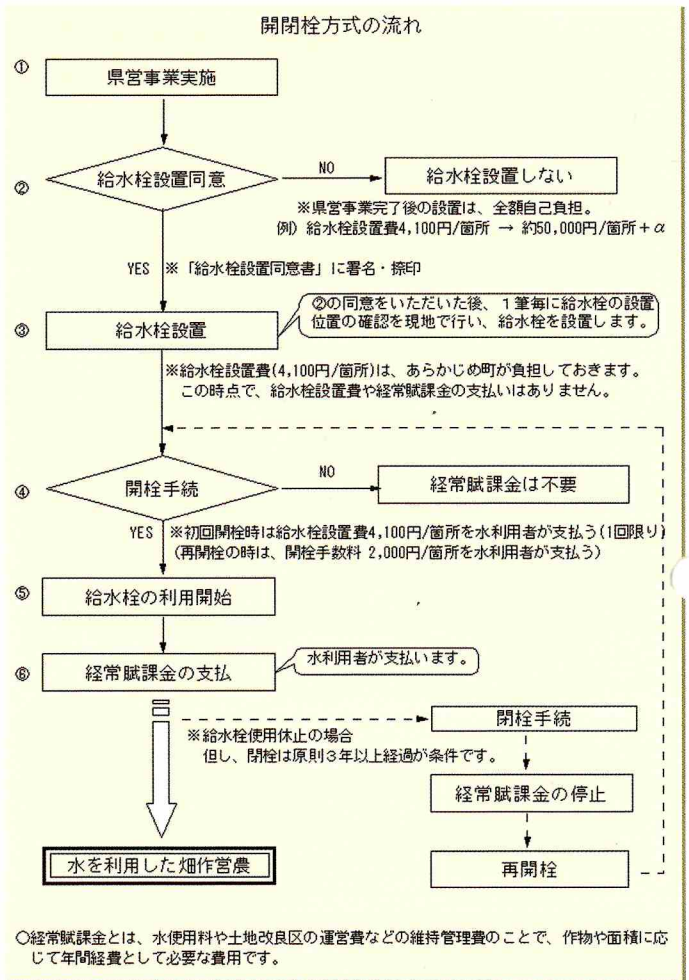 開閉栓方式の流れ
①
県営事業実施
②
給水栓設置同意
NO
給水栓設置しない
※県営事業完了後の設置は、全額自己負担。
例) 給水栓設置費4,100円/箇所 → 約50,000円/箇所+α
YES ※「給水栓設置同意書」に署名・捺印
③
給水栓設置
②の同意をいただいた後、1筆毎に給水栓の設置
位置の確認を現地で行い、給水栓を設置します。
※給水栓設置費(4,100円/箇所)は、あらかじめ町が負担しておきます。
この時点で、給水栓設置費や経常賦課金の支払いはありません。
④
開栓手続
NO
経常賦課金は不要
YES ※初回開栓時は給水栓設置費4,100円/箇所を水利用者が支払う(1回限り)
(再開栓の時は、開栓手数料 2,000円/箇所を水利用者が支払う)
⑤
給水栓の利用開始
⑥
経常賦課金の支払
水利用者が支払います。
※給水栓使用休止の場合
但し、閉栓は原則3年以上経過が条件です。
閉栓手続
経常賦課金の停止
再開栓
水を利用した畑作営農
○経常賦課金とは、水使用料や土地改良区の運営費などの維持管理費のことで、作物や面積に応
じて年間経費として必要な費用です。